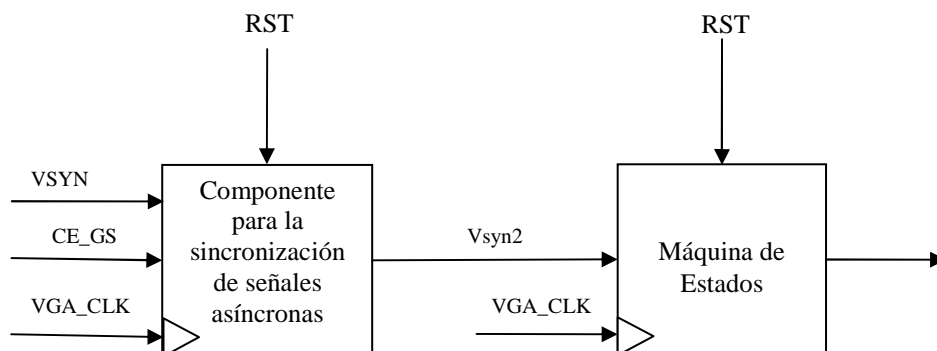 RST
RST
VSYN
CE_GS
VGA_CLK
Componente
para la
sincronización
de señales
asíncronas
Vsyn2
VGA_CLK
Máquina de
Estados